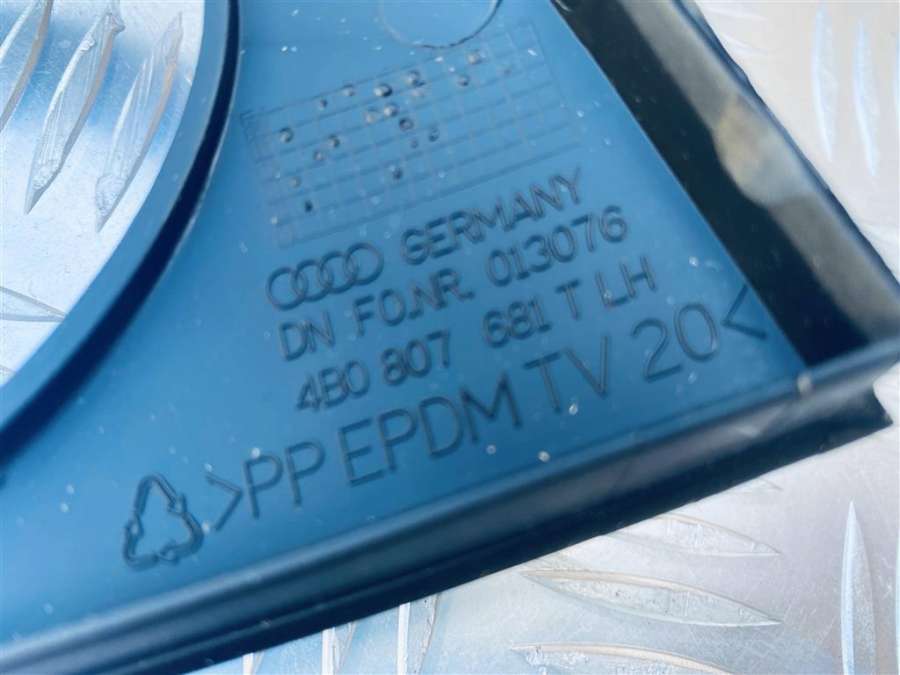 GERMANY
DN FO.NR. 013076
4B0 807 681 T LH
>PP EPDM TV 20<